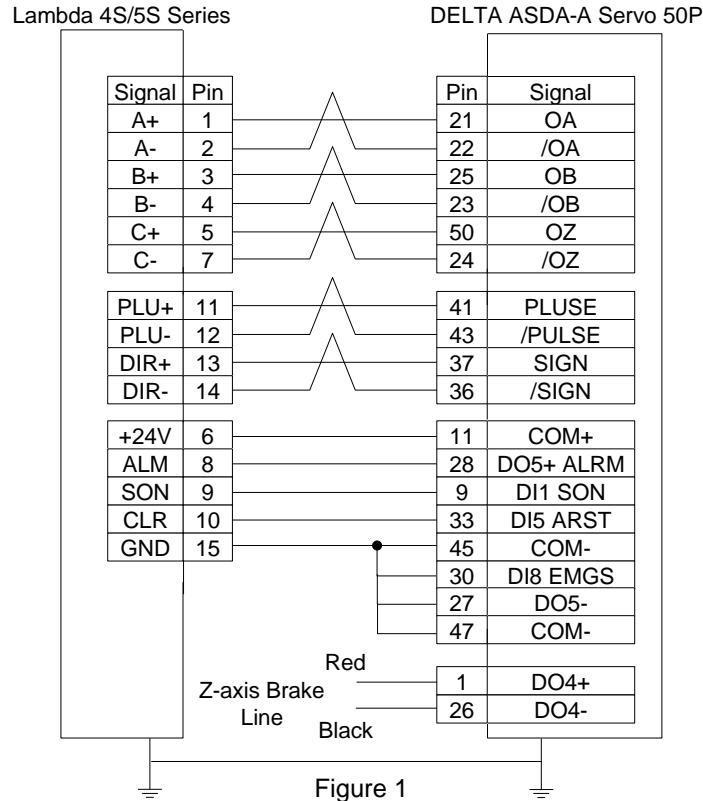 Lambda 4S/5S Series DELTA ASDA-A Servo 50P
Signal Pin Pin Signal
A+ 1 21 OA
A- 2 22 /OA
B+ 3 25 OB
B- 4 23 /OB
C+ 5 50 OZ
C- 7 24 /OZ
PLU+ 11 41 PLUSE
PLU- 12 43 /PULSE
DIR+ 13 37 SIGN
DIR- 14 36 /SIGN
+24V 6 11 COM+
ALM 8 28 DO5+ ALRM
SON 9 9 DI1 SON
CLR 10 33 DI5 ARST
GND 15 45 COM-
30 DI8 EMGS
27 DO5-
47 COM-
Red
Z-axis Brake 1 DO4+
Line 26 DO4-
Black
Figure 1